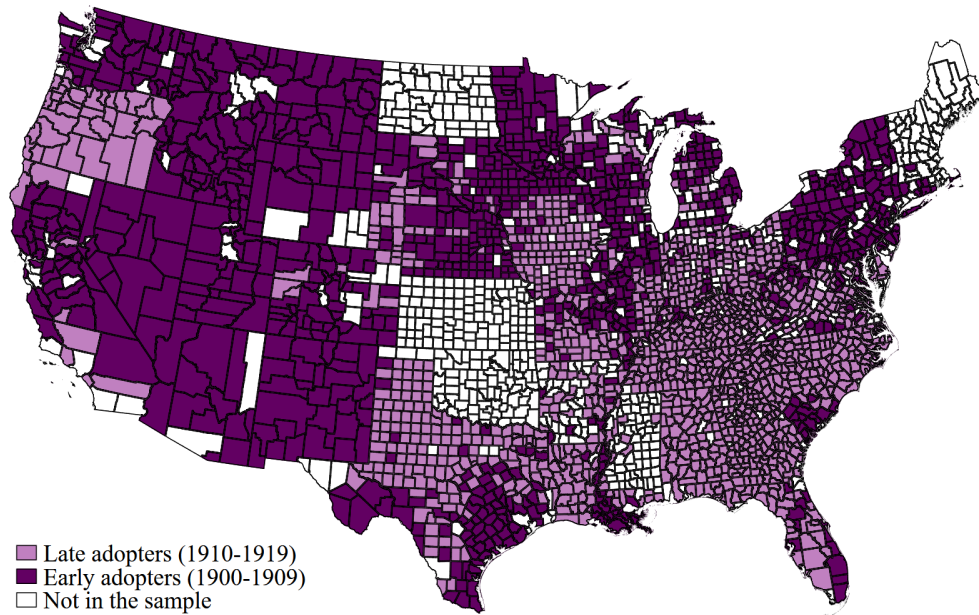 Late adopters (1910-1919)
Early adopters (1900-1909)
Not in the sample